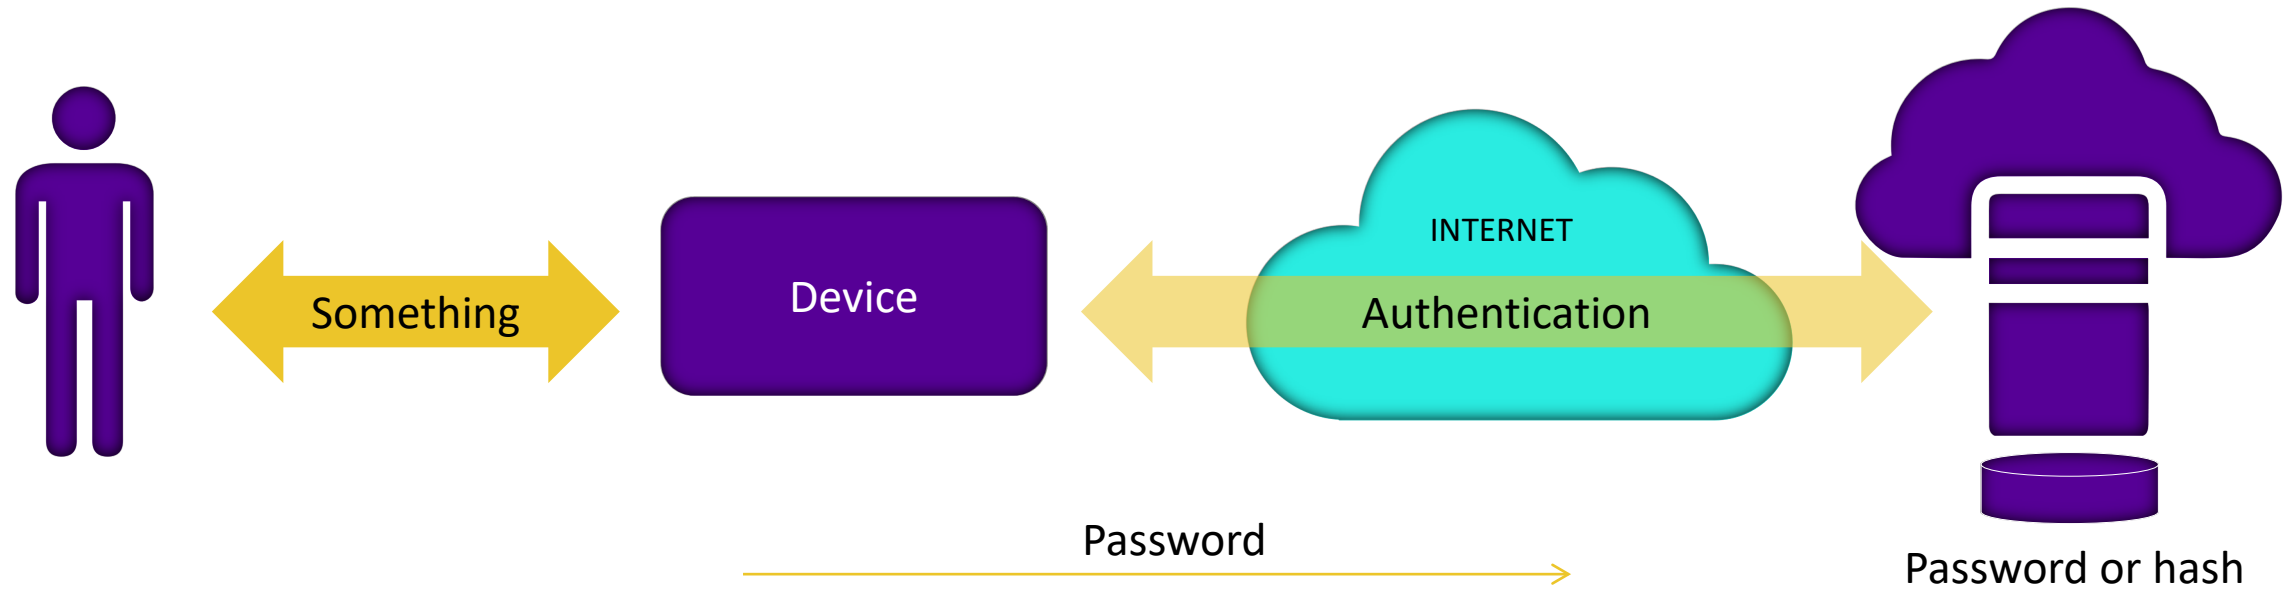 Something
Device
INTERNET
Authentication
Password
Password or hash